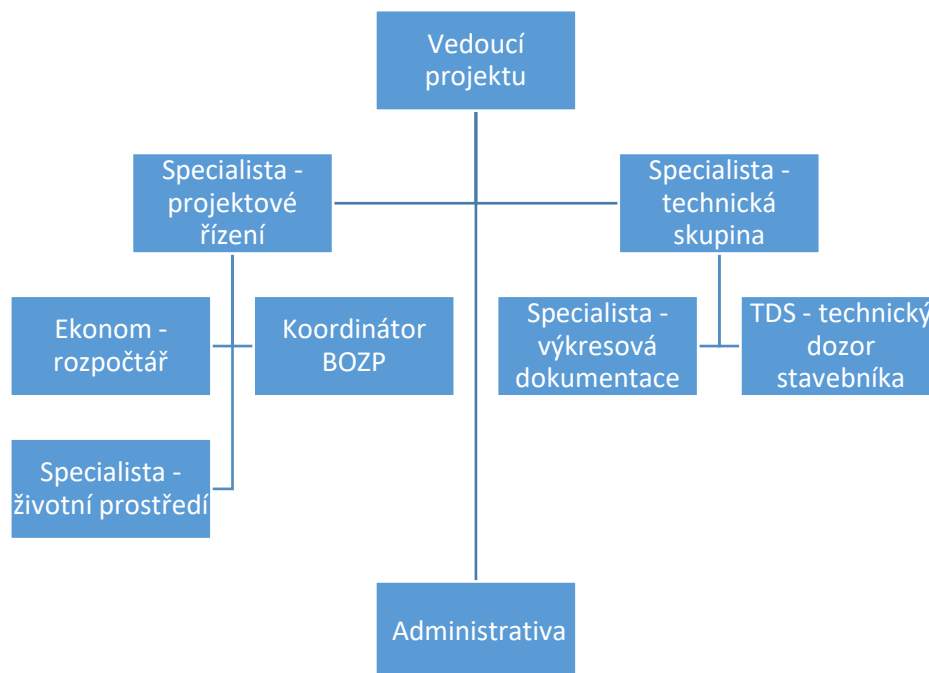 Vedoucí
projektu
Specialista -
projektové
řízení
Specialista -
technická
skupina
Ekonom -
rozpočtář
Koordinátor
BOZP
Specialista -
výkresová
dokumentace
TDS - technický
dozor
stavebníka
Specialista -
životní prostředí
Administrativa